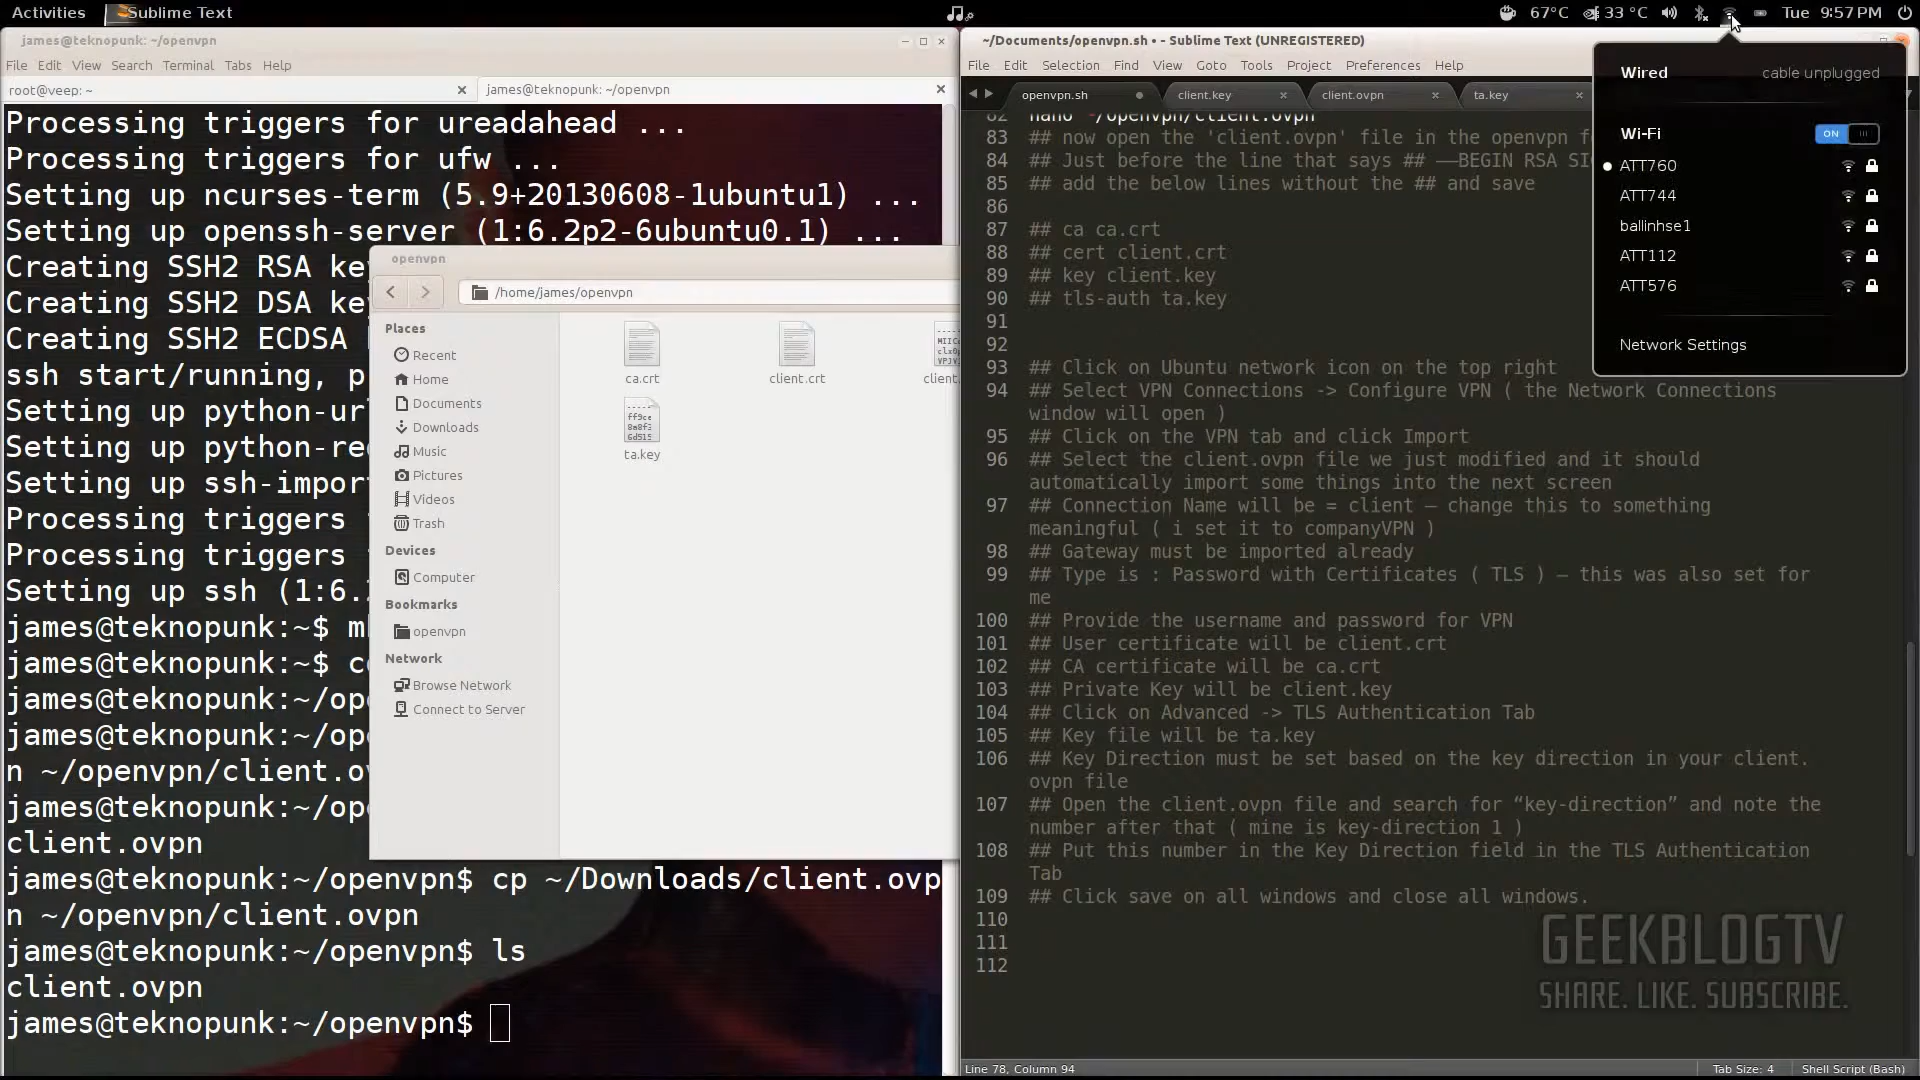 Activities
Sublime Text
67°C
33 °C
Tue 9:57PM
james@teknopunk: ~/openvpn
File Edit View Search Terminal Tabs Help
root@veep: ~
james@teknopunk: ~/openvpn
Processing triggers for ureadahead ...
Processing triggers for ufw ...
Setting up ncurses-term (5.9+20130608-1ubuntu1) ...
Setting up openssh-server (1:6.2p2-6ubuntu0.1) ...
Creating SSH2 RSA ke
Creating SSH2 DSA ke
Creating SSH2 ECDSA
ssh start/running, p
Setting up python-ur
Setting up python-re
Setting up ssh-impor
Processing triggers
Processing triggers
Setting up ssh (1:6.
james@teknopunk:~$ m
james@teknopunk:~$ c
james@teknopunk:~/op
james@teknopunk:~/op
n ~/openvpn/client.ov
james@teknopunk:~/op
client.ovpn
james@teknopunk:~/openvpn$ cp ~/Downloads/client.ovp
n ~/openvpn/client.ovpn
james@teknopunk:~/openvpn$ ls
client.ovpn
james@teknopunk:~/openvpn$
openvpn
/home/james/openvpn
Places
Recent
Home
Documents
Downloads
Music
Pictures
Videos
Trash
Devices
Computer
Bookmarks
openvpn
Network
Browse Network
Connect to Server
ca.crt
client.crt
client.
ta.key
~/Documents/openvpn.sh • - Sublime Text (UNREGISTERED)
File Edit Selection Find View Goto Tools Project Preferences Help
openvpn.sh
client.key
client.ovpn
ta.key
82 nano ~/openvpn/client.ovpn
83 ## now open the 'client.ovpn' file in the openvpn f
84 ## Just before the line that says ## —BEGIN RSA SI
85 ## add the below lines without the ## and save
86
87 ## ca ca.crt
88 ## cert client.crt
89 ## key client.key
90 ## tls-auth ta.key
91
92
93 ## Click on Ubuntu network icon on the top right
94 ## Select VPN Connections -> Configure VPN ( the Network Connections
window will open )
95 ## Click on the VPN tab and click Import
96 ## Select the client.ovpn file we just modified and it should
automatically import some things into the next screen
97 ## Connection Name will be = client – change this to something
meaningful ( i set it to companyVPN )
98 ## Gateway must be imported already
99 ## Type is : Password with Certificates ( TLS ) – this was also set for
me
100 ## Provide the username and password for VPN
101 ## User certificate will be client.crt
102 ## CA certificate will be ca.crt
103 ## Private Key will be client.key
104 ## Click on Advanced -> TLS Authentication Tab
105 ## Key file will be ta.key
106 ## Key Direction must be set based on the key direction in your client.
ovpn file
107 ## Open the client.ovpn file and search for “key-direction” and note the
number after that ( mine is key-direction 1 )
108 ## Put this number in the Key Direction field in the TLS Authentication
Tab
109 ## Click save on all windows and close all windows.
110
111
112
Wired cable unplugged
Wi-Fi ON
ATT760
ATT744
ballinhse1
ATT112
ATT576
Network Settings
GEEKBLOGTV
SHARE. LIKE. SUBSCRIBE.
Line 78, Column 94
Tab Size: 4
Shell Script (Bash)